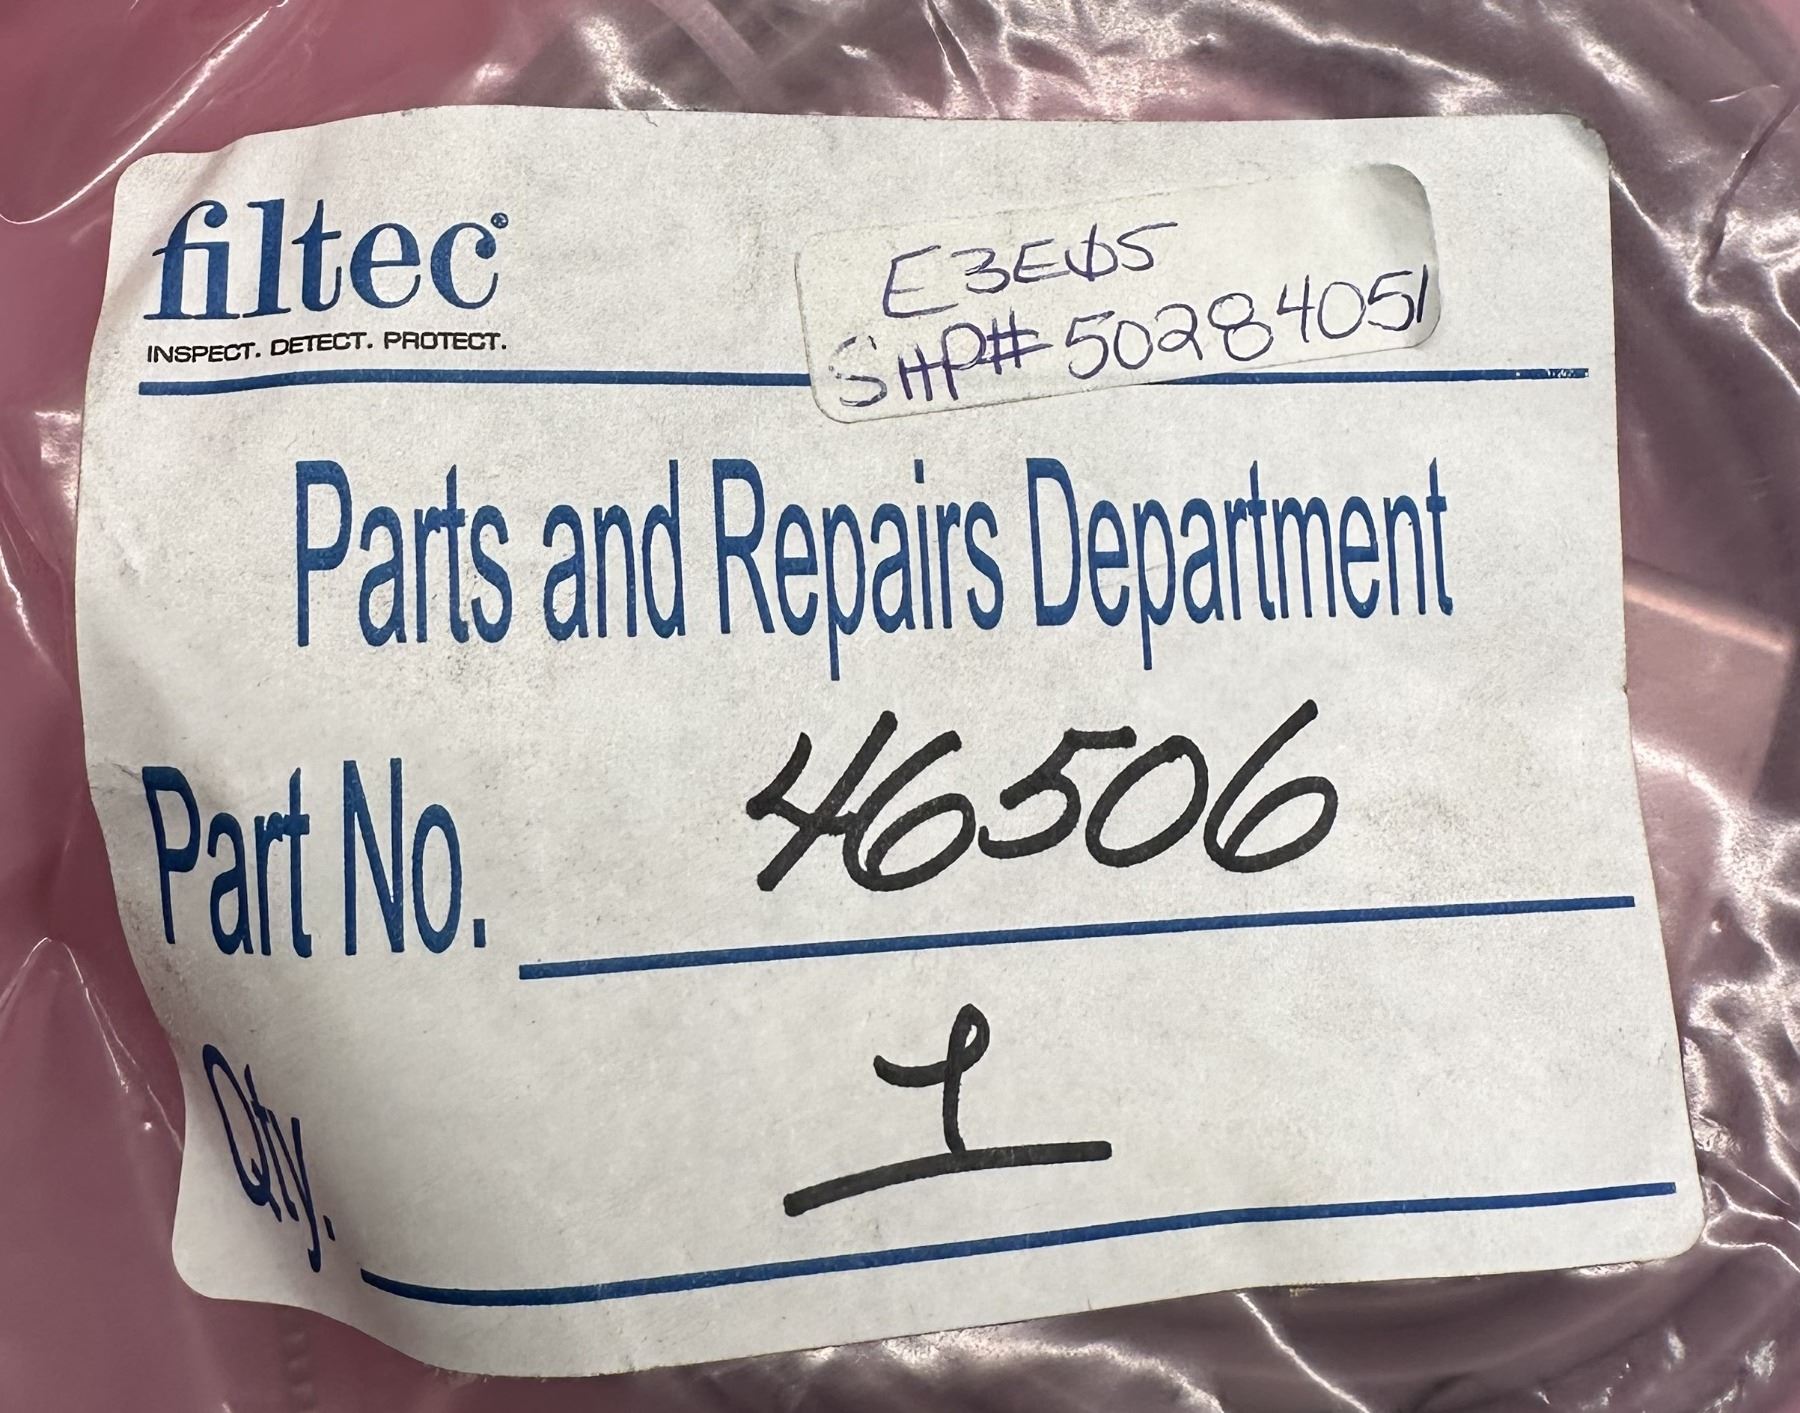 filtec®
INSPECT. DETECT. PROTECT.
E3E05
SHP# 50284051
Parts and Repairs Department
Part No. 46506
Qty. 1